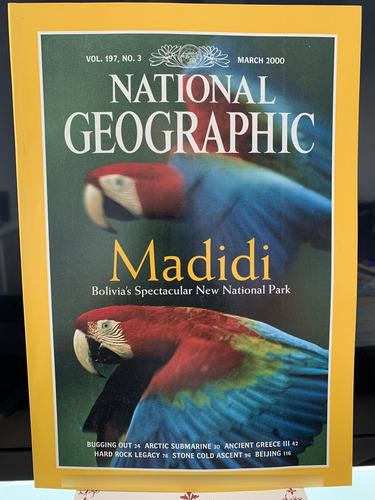 VOL. 197, NO. 3 MARCH 2000
NATIONAL
GEOGRAPHIC
Madidi
Bolivia's Spectacular New National Park
BUGGING OUT 24 ARCTIC SUBMARINE 30 ANCIENT GREECE III 42
HARD ROCK LEGACY 76 STONE COLD ASCENT 96 BEIJING 116